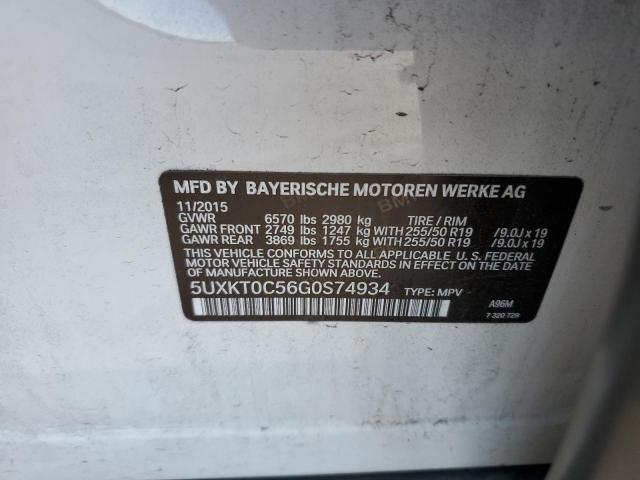 MFD BY BAYERISCHE MOTOREN WERKE AG
11/2015
GVWR 6570 lbs 2980 kg TIRE / RIM
GAWR FRONT 2749 lbs 1247 kg WITH 255/50 R19 /9.0J x 19
GAWR REAR 3869 lbs 1755 kg WITH 255/50 R19 /9.0J x 19
THIS VEHICLE CONFORMS TO ALL APPLICABLE U. S. FEDERAL
MOTOR VEHICLE SAFETY STANDARDS IN EFFECT ON THE
DATE OF MANUFACTURE SHOWN ABOVE.
5UXKT0C56G0S74934 TYPE: MPV
A96M
7 320 729